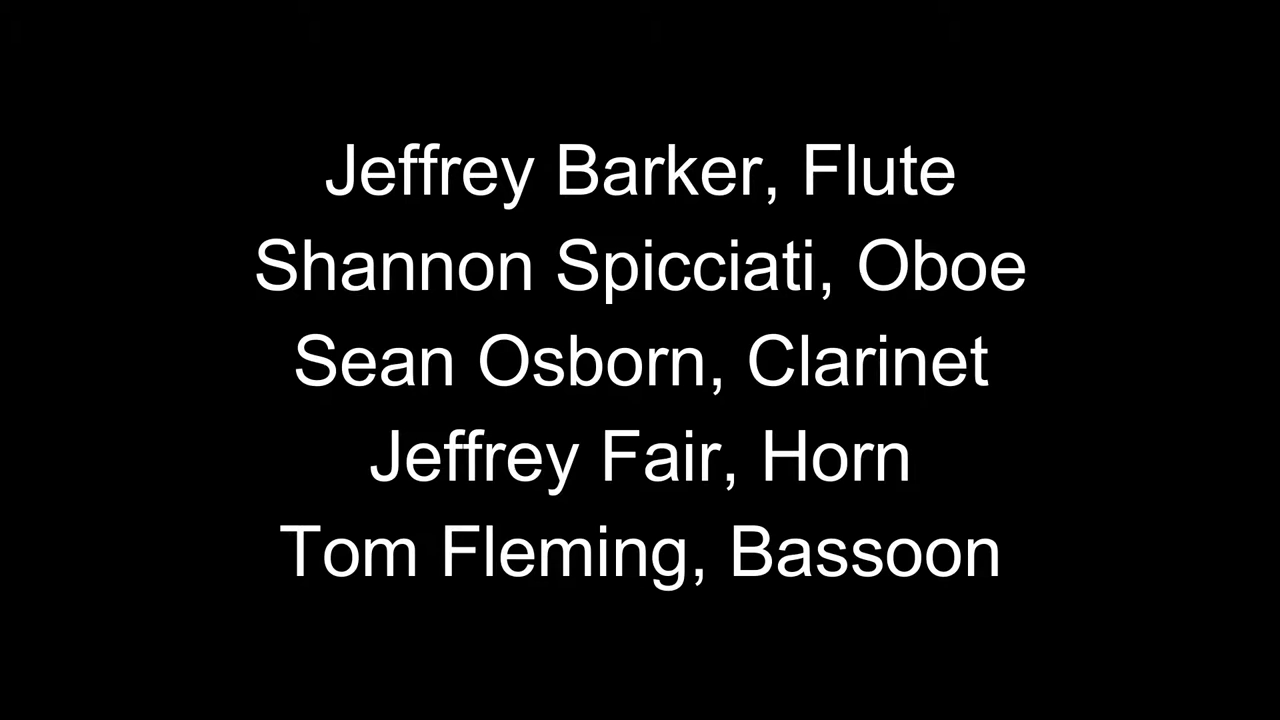 Jeffrey Barker, Flute
Shannon Spicciati, Oboe
Sean Osborn, Clarinet
Jeffrey Fair, Horn
Tom Fleming, Bassoon